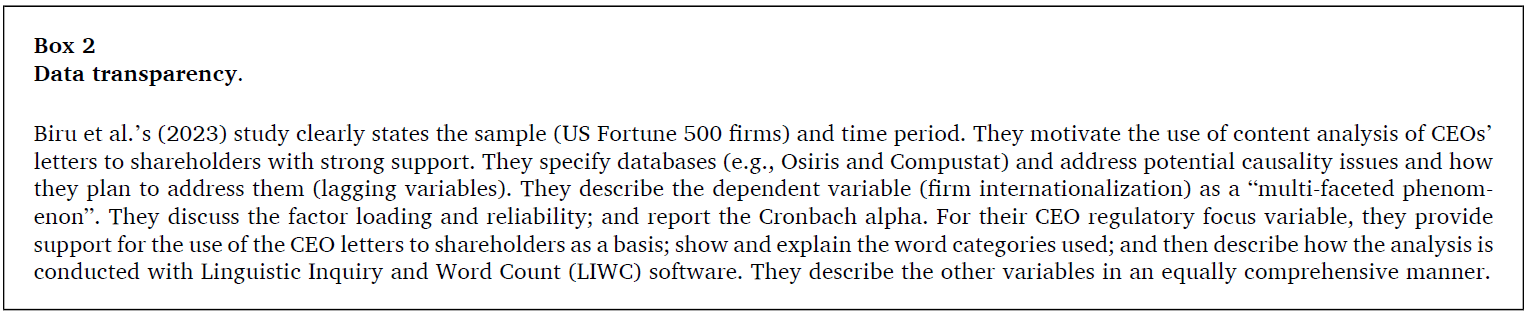 Box 2
Data transparency.
Biru et al.’s (2023) study clearly states the sample (US Fortune 500 firms) and time period. They motivate the use of content analysis of CEOs’
letters to shareholders with strong support. They specify databases (e.g., Osiris and Compustat) and address potential causality issues and how
they plan to address them (lagging variables). They describe the dependent variable (firm internationalization) as a “multi-faceted phenom-
enon”. They discuss the factor loading and reliability; and report the Cronbach alpha. For their CEO regulatory focus variable, they provide
support for the use of the CEO letters to shareholders as a basis; show and explain the word categories used; and then describe how the analysis is
conducted with Linguistic Inquiry and Word Count (LIWC) software. They describe the other variables in an equally comprehensive manner.